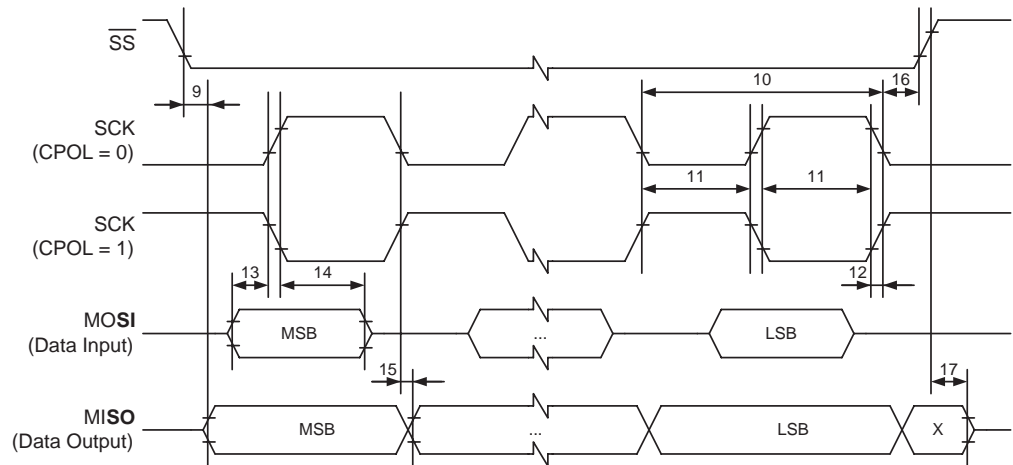 SS
9
10
16
SCK
(CPOL = 0)
11
11
SCK
(CPOL = 1)
13
14
12
MOSI
(Data Input)
MSB
...
LSB
15
17
MISO
(Data Output)
MSB
...
LSB
X